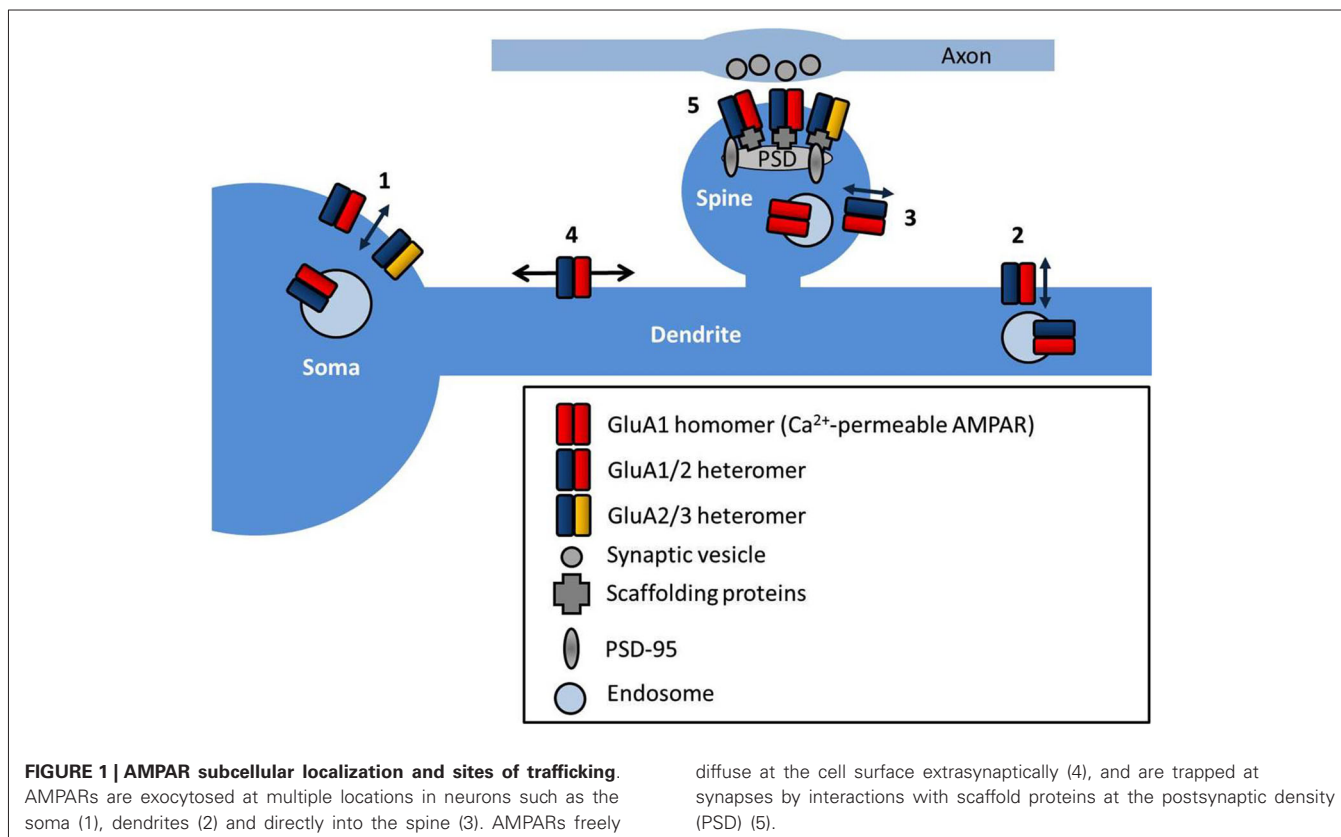 Axon
5
PSD
1
Spine
3
2
4
Dendrite
Soma
GluA1 homomer (Ca²⁺-permeable AMPAR)
GluA1/2 heteromer
GluA2/3 heteromer
Synaptic vesicle
Scaffolding proteins
PSD-95
Endosome
FIGURE 1 | AMPAR subcellular localization and sites of trafficking.
AMPARs are exocytosed at multiple locations in neurons such as the
soma (1), dendrites (2) and directly into the spine (3). AMPARs freely
diffuse at the cell surface extrasynaptically (4), and are trapped at
synapses by interactions with scaffold proteins at the postsynaptic density
(PSD) (5).